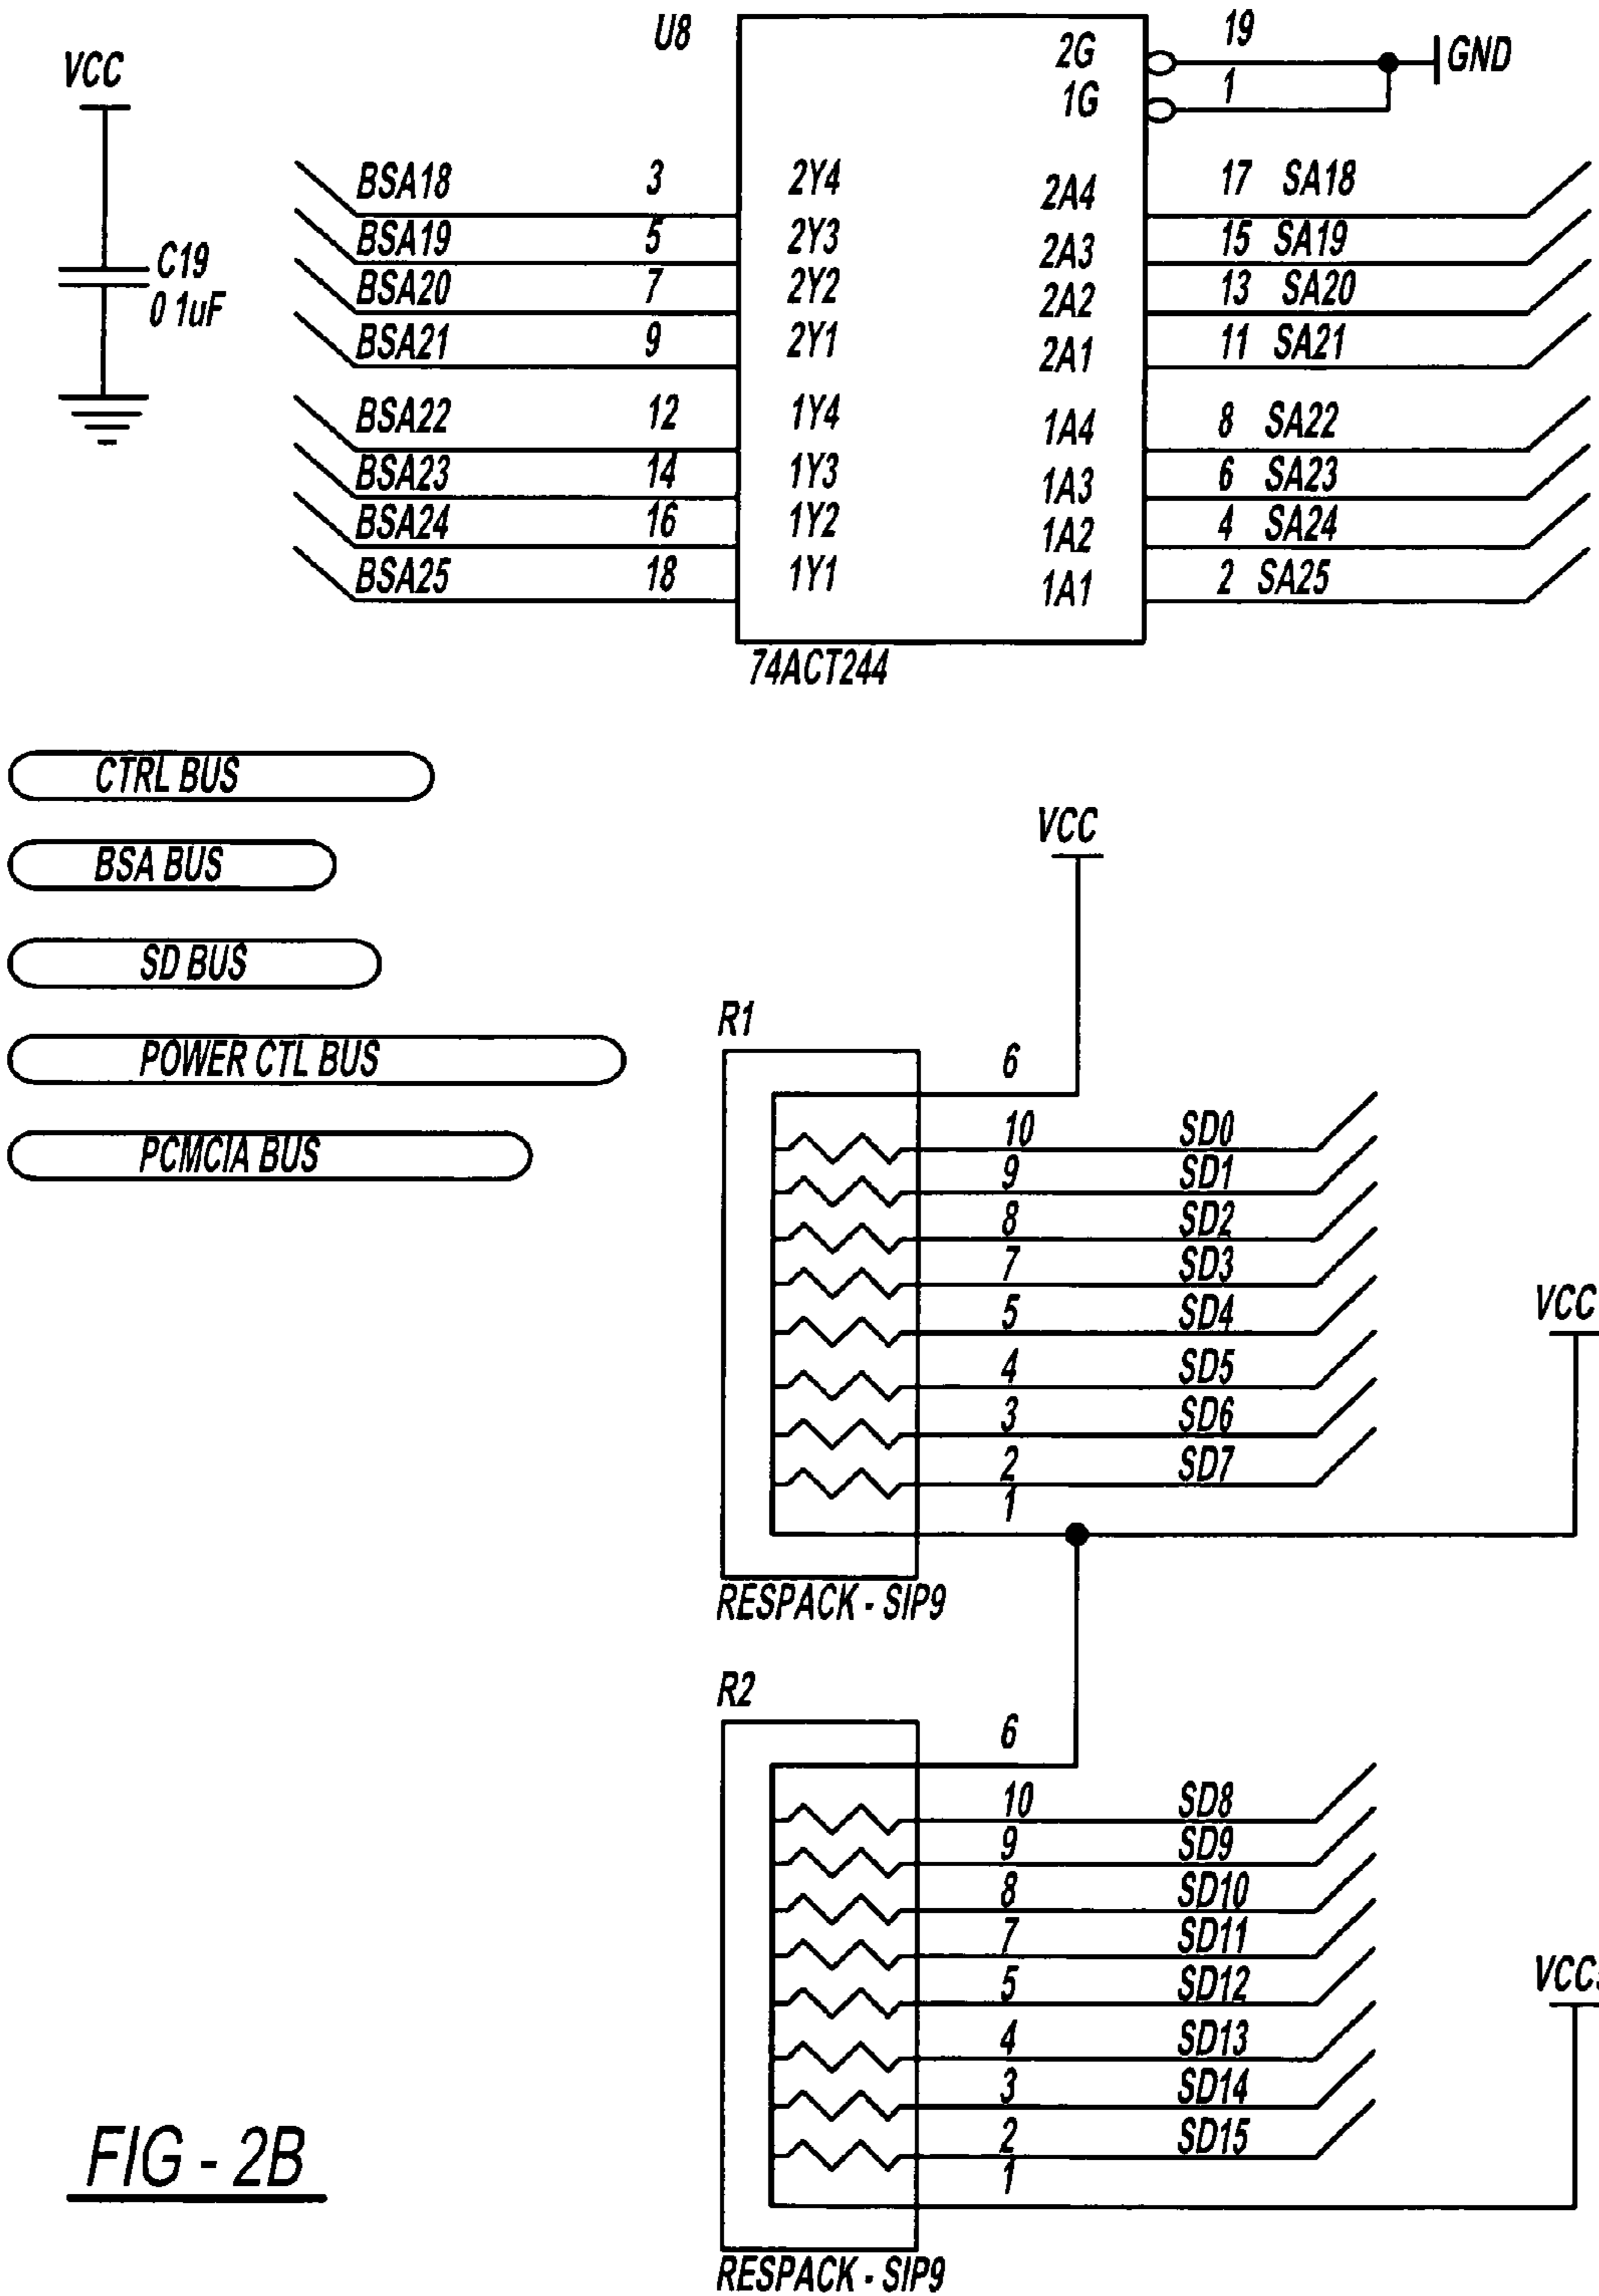 U8
2G 19 GND
1G 1
VCC
BSA18 3 2Y4 2A4 17 SA18
BSA19 5 2Y3 2A3 15 SA19
BSA20 7 2Y2 2A2 13 SA20
BSA21 9 2Y1 2A1 11 SA21
C19
0 1uF
BSA22 12 1Y4 1A4 8 SA22
BSA23 14 1Y3 1A3 6 SA23
BSA24 16 1Y2 1A2 4 SA24
BSA25 18 1Y1 1A1 2 SA25
74ACT244
CTRL BUS
BSA BUS
SD BUS
POWER CTL BUS
PCMCIA BUS
VCC
R1
6
10 SD0
9 SD1
8 SD2
7 SD3
5 SD4
4 SD5
3 SD6
2 SD7
1
VCC
RESPACK - SIP9
R2
6
10 SD8
9 SD9
8 SD10
7 SD11
5 SD12
4 SD13
3 SD14
2 SD15
1
RESPACK - SIP9
FIG - 2B